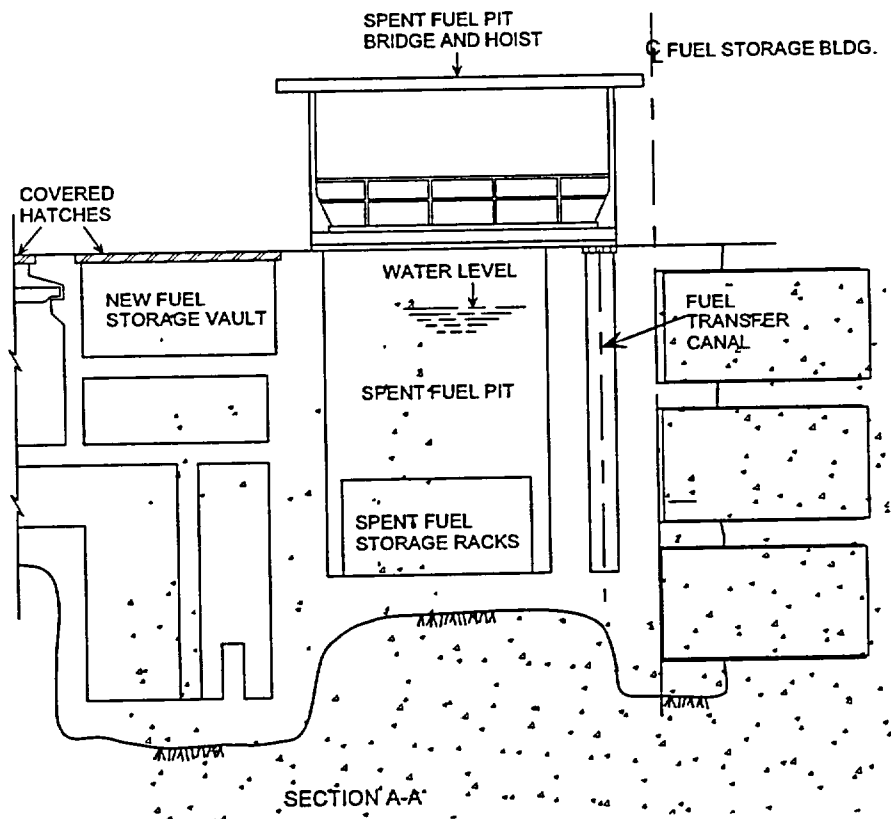 SPENT FUEL PIT
BRIDGE AND HOIST
℄ FUEL STORAGE BLDG.
COVERED
HATCHES
NEW FUEL
STORAGE VAULT
WATER LEVEL
FUEL
TRANSFER
CANAL
SPENT FUEL PIT
SPENT FUEL
STORAGE RACKS
SECTION A-A